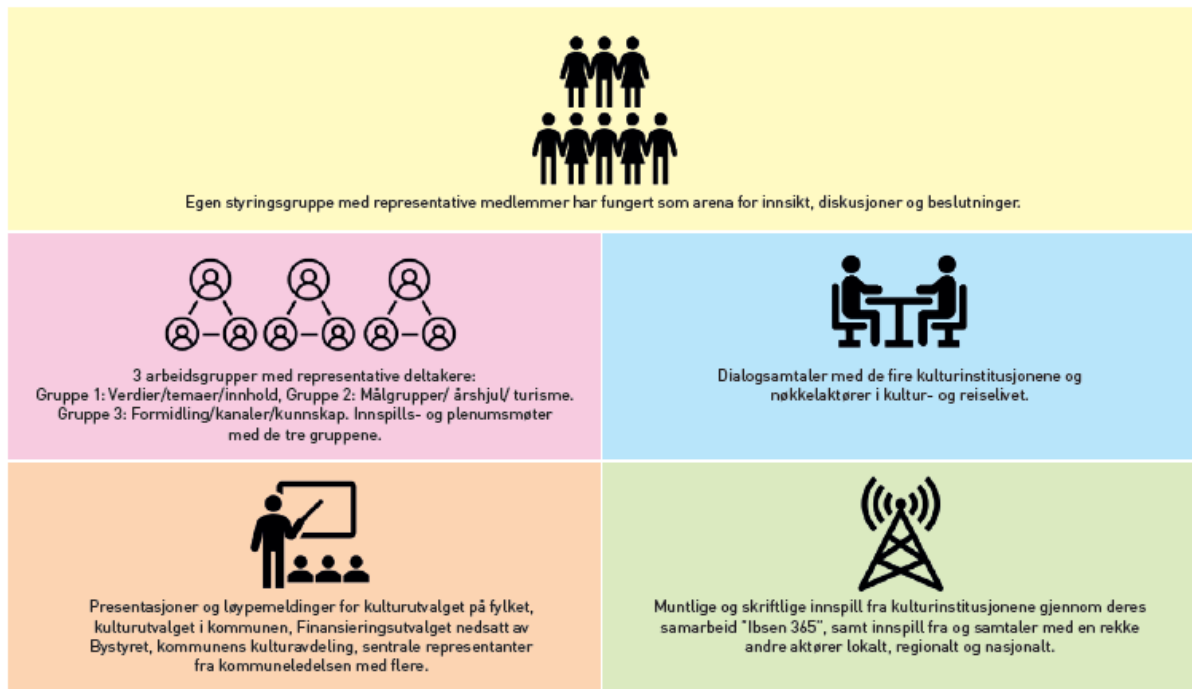 Egen styringsgruppe med representative medlemmer har fungert som arena for innsikt, diskusjoner og beslutninger.
3 arbeidsgrupper med representative deltakere:
Gruppe 1: Verdier/temaer/innhold, Gruppe 2: Målgrupper/ årshjul/ turisme.
Gruppe 3: Formidling/kanaler/kunnskap. Innspills- og plenumsmøter
med de tre gruppene.
Dialogsamtaler med de fire kulturinstitusjonene og
nøkkelaktører i kultur- og reiselivet.
Presentasjoner og løypemeldinger for kulturutvalget på fylket,
kulturutvalget i kommunen, Finansieringsutvalget nedsatt av
Bystyret, kommunens kulturavdeling, sentrale representanter
fra kommuneledelsen med flere.
Muntlige og skriftlige innspill fra kulturinstitusjonene gjennom deres
samarbeid "Ibsen 365", samt innspill fra og samtaler med en rekke
andre aktører lokalt, regionalt og nasjonalt.